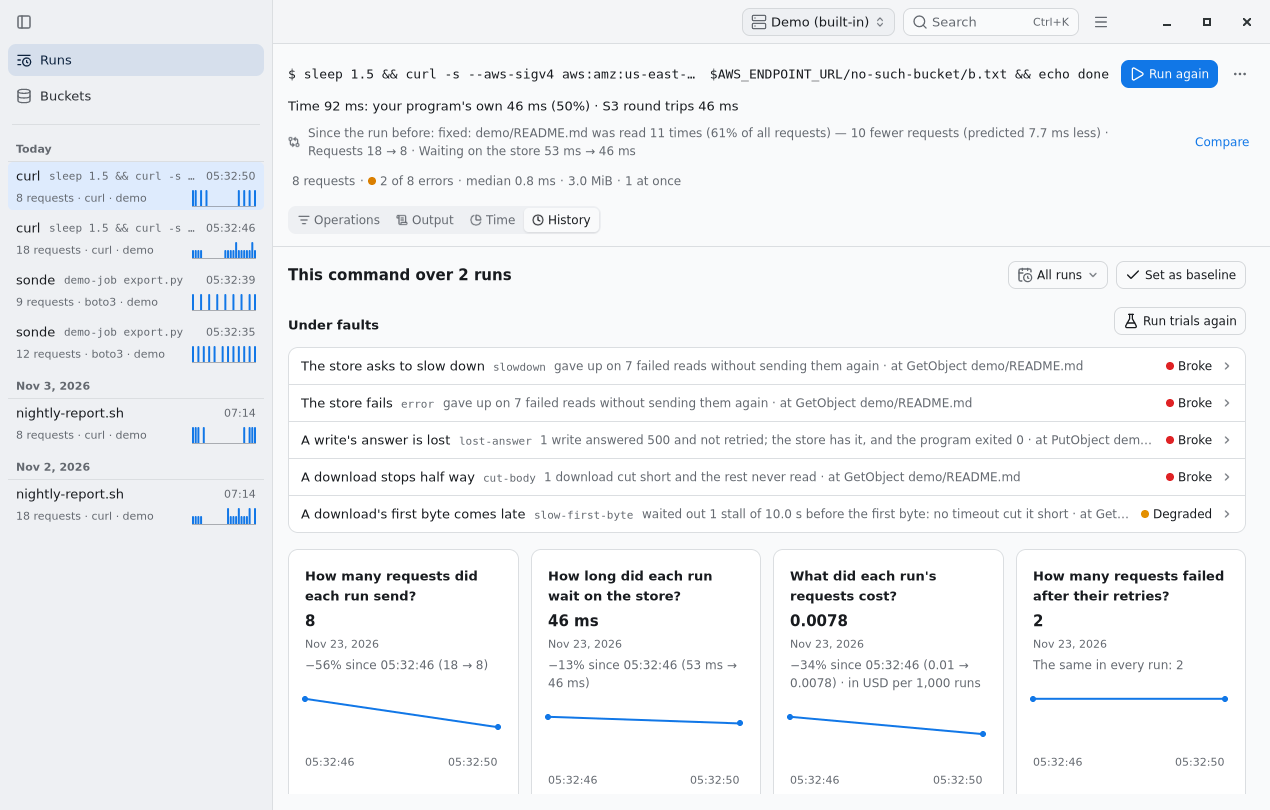 Demo (built-in)
Search
Ctrl+K
Runs
Buckets
Today
curl sleep 1.5 && curl -s … 05:32:50
8 requests · curl · demo
curl sleep 1.5 && curl -s … 05:32:46
18 requests · curl · demo
sonde demo-job export.py 05:32:39
9 requests · boto3 · demo
sonde demo-job export.py 05:32:35
12 requests · boto3 · demo
Nov 3, 2026
nightly-report.sh 07:14
8 requests · curl · demo
Nov 2, 2026
nightly-report.sh 07:14
18 requests · curl · demo
$ sleep 1.5 && curl -s --aws-sigv4 aws:amz:us-east-… $AWS_ENDPOINT_URL/no-such-bucket/b.txt && echo done
Run again
Time 92 ms: your program's own 46 ms (50%) · S3 round trips 46 ms
Since the run before: fixed: demo/README.md was read 11 times (61% of all requests) — 10 fewer requests (predicted 7.7 ms less) ·
Requests 18 → 8 · Waiting on the store 53 ms → 46 ms
Compare
8 requests · 2 of 8 errors · median 0.8 ms · 3.0 MiB · 1 at once
Operations
Output
Time
History
This command over 2 runs
All runs
Set as baseline
Under faults
Run trials again
The store asks to slow down slowdown gave up on 7 failed reads without sending them again · at GetObject demo/README.md Broke
The store fails error gave up on 7 failed reads without sending them again · at GetObject demo/README.md Broke
A write's answer is lost lost-answer 1 write answered 500 and not retried; the store has it, and the program exited 0 · at PutObject dem… Broke
A download stops half way cut-body 1 download cut short and the rest never read · at GetObject demo/README.md Broke
A download's first byte comes late slow-first-byte waited out 1 stall of 10.0 s before the first byte: no timeout cut it short · at Get… Degraded
How many requests did
each run send?
8
Nov 23, 2026
−56% since 05:32:46 (18 → 8)
05:32:46 05:32:50
How long did each run
wait on the store?
46 ms
Nov 23, 2026
−13% since 05:32:46 (53 ms →
46 ms)
05:32:46 05:32:50
What did each run's
requests cost?
0.0078
Nov 23, 2026
−34% since 05:32:46 (0.01 →
0.0078) · in USD per 1,000 runs
05:32:46 05:32:50
How many requests failed
after their retries?
2
Nov 23, 2026
The same in every run: 2
05:32:46 05:32:50